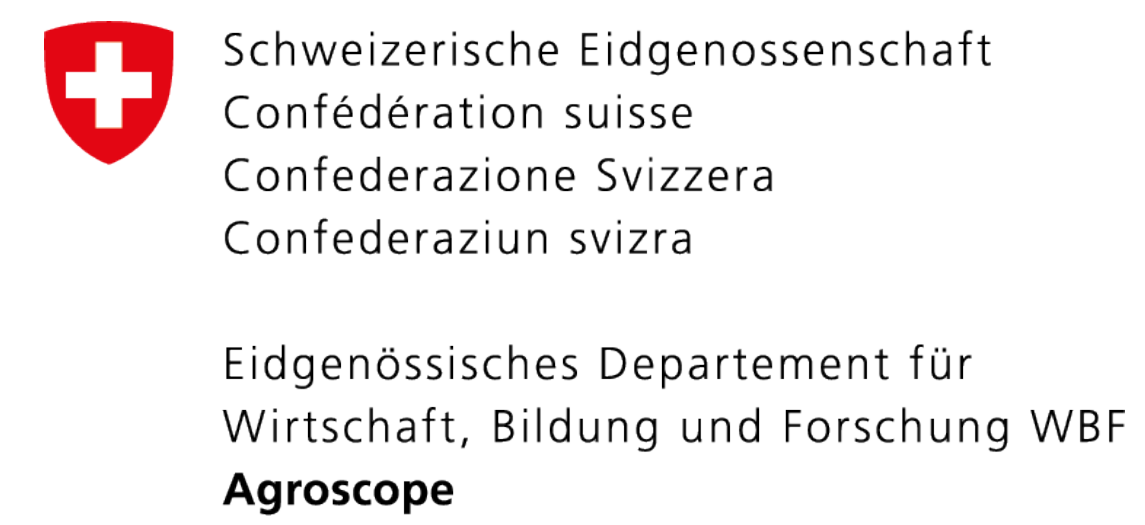 Schweizerische Eidgenossenschaft
Confédération suisse
Confederazione Svizzera
Confederaziun svizra
Eidgenössisches Departement für
Wirtschaft, Bildung und Forschung WBF
Agroscope